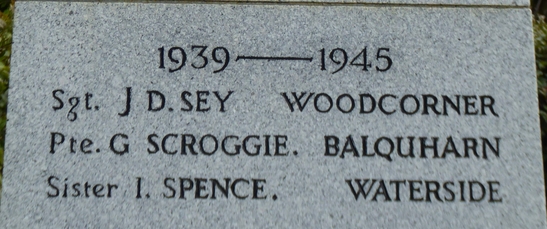 1939—1945
Sgt. J D. SEY WOODCORNER
Pte. G SCROGGIE. BALQUHARN
Sister I. SPENCE. WATERSIDE